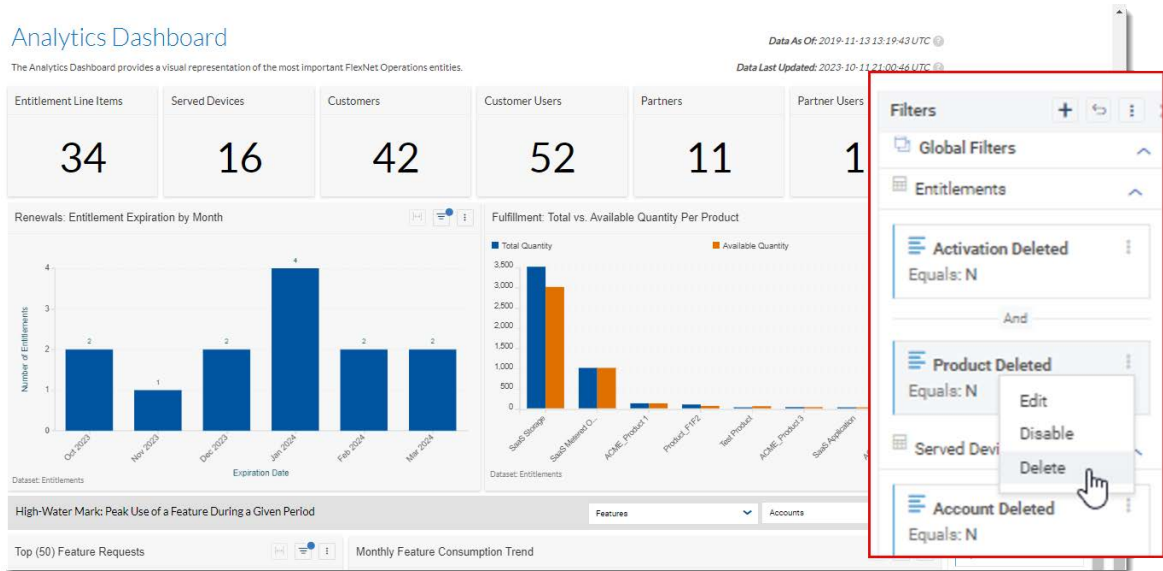 Analytics Dashboard
Data As Of: 2019-11-13 13:19:43 UTC
The Analytics Dashboard provides a visual representation of the most important FlexNet Operations entities.
Data Last Updated: 2023-10-11 21:00:46 UTC
Entitlement Line Items
34
Served Devices
16
Customers
42
Customer Users
52
Partners
11
Partner Users
1
Renewals: Entitlement Expiration by Month
Number of Entitlements
4
3
2
1
0
2
1
2
4
2
2
Oct 2023
Nov 2023
Dec 2023
Jan 2024
Feb 2024
Mar 2024
Expiration Date
Dataset: Entitlements
Fulfillment: Total vs. Available Quantity Per Product
Total Quantity
Available Quantity
3,500
3,000
2,500
2,000
1,500
1,000
500
0
SaaS Storage
SaaS Metered O...
ACME_Product 1
Product_F1P2
Test Product
ACME_Product 3
SaaS Application
Dataset: Entitlements
High-Water Mark: Peak Use of a Feature During a Given Period
Features
Accounts
Top (50) Feature Requests
Monthly Feature Consumption Trend
Filters
Global Filters
Entitlements
Activation Deleted
Equals: N
And
Product Deleted
Equals: N
Edit
Disable
Delete
Served Devi
Account Deleted
Equals: N